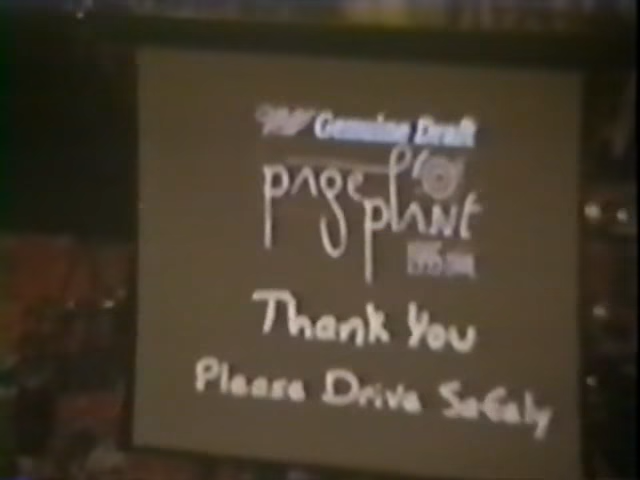 Genuine Draft
page
plant
Thank You
Please Drive Safely